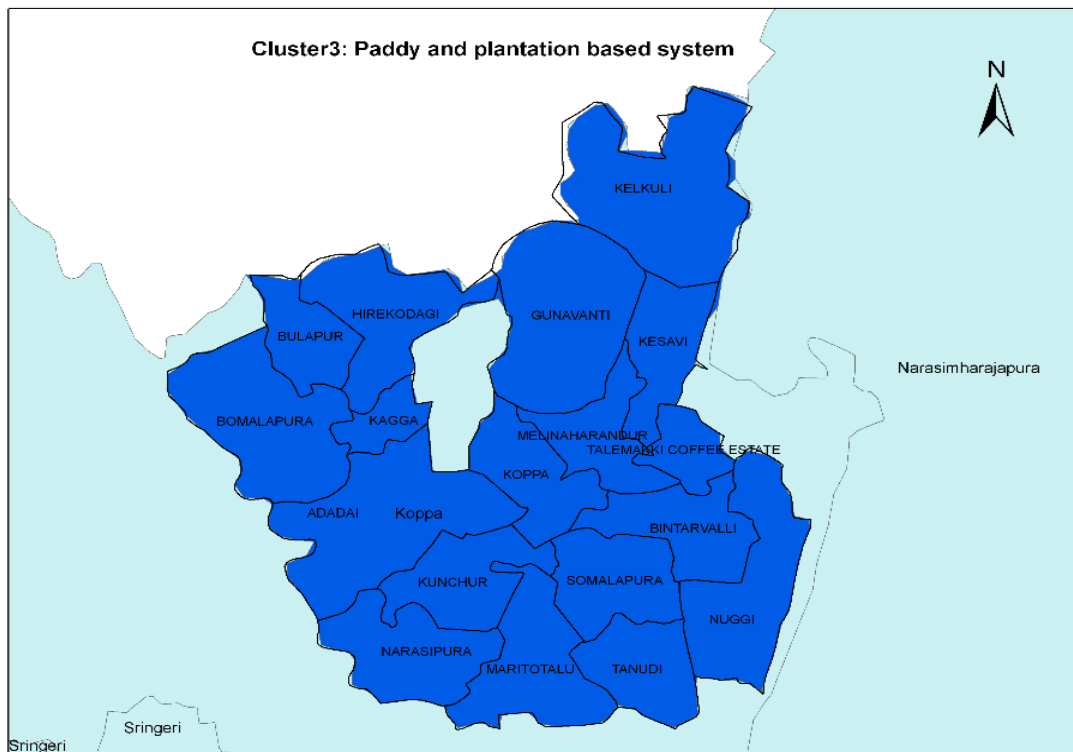 Cluster3: Paddy and plantation based system
N
KELKULI
HIREKODAGI
GUNAVANTI
BULAPUR
KESAVI
Narasimharajapura
BOMALAPURA
KAGGA
MELINAHARANDUR
TALEMAKKI COFFEE ESTATE
KOPPA
ADADAI
Koppa
BINTARVALLI
KUNCHUR
SOMALAPURA
NUGGI
NARASIPURA
MARITOTALU
TANUDI
Sringeri
Sringeri